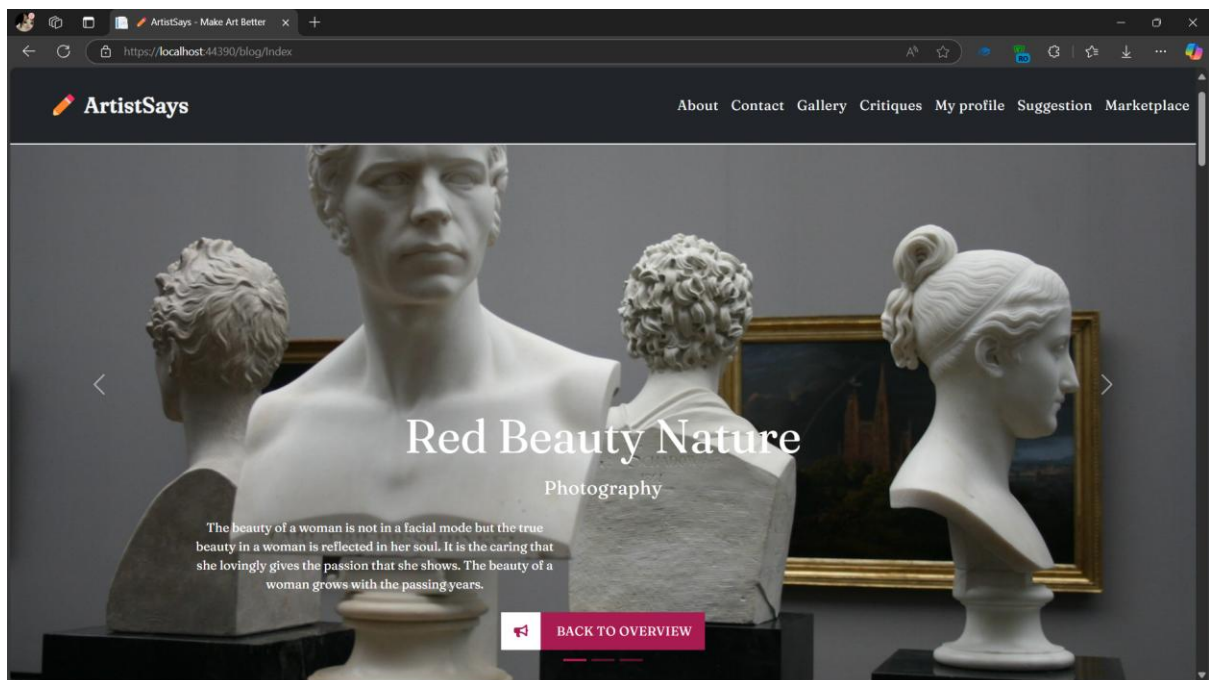 ArtistSays - Make Art Better
https://localhost:44390/blog/Index
ArtistSays
About Contact Gallery Critiques My profile Suggestion Marketplace
Red Beauty Nature
Photography
The beauty of a woman is not in a facial mode but the true
beauty in a woman is reflected in her soul. It is the caring that
she lovingly gives the passion that she shows. The beauty of a
woman grows with the passing years.
BACK TO OVERVIEW